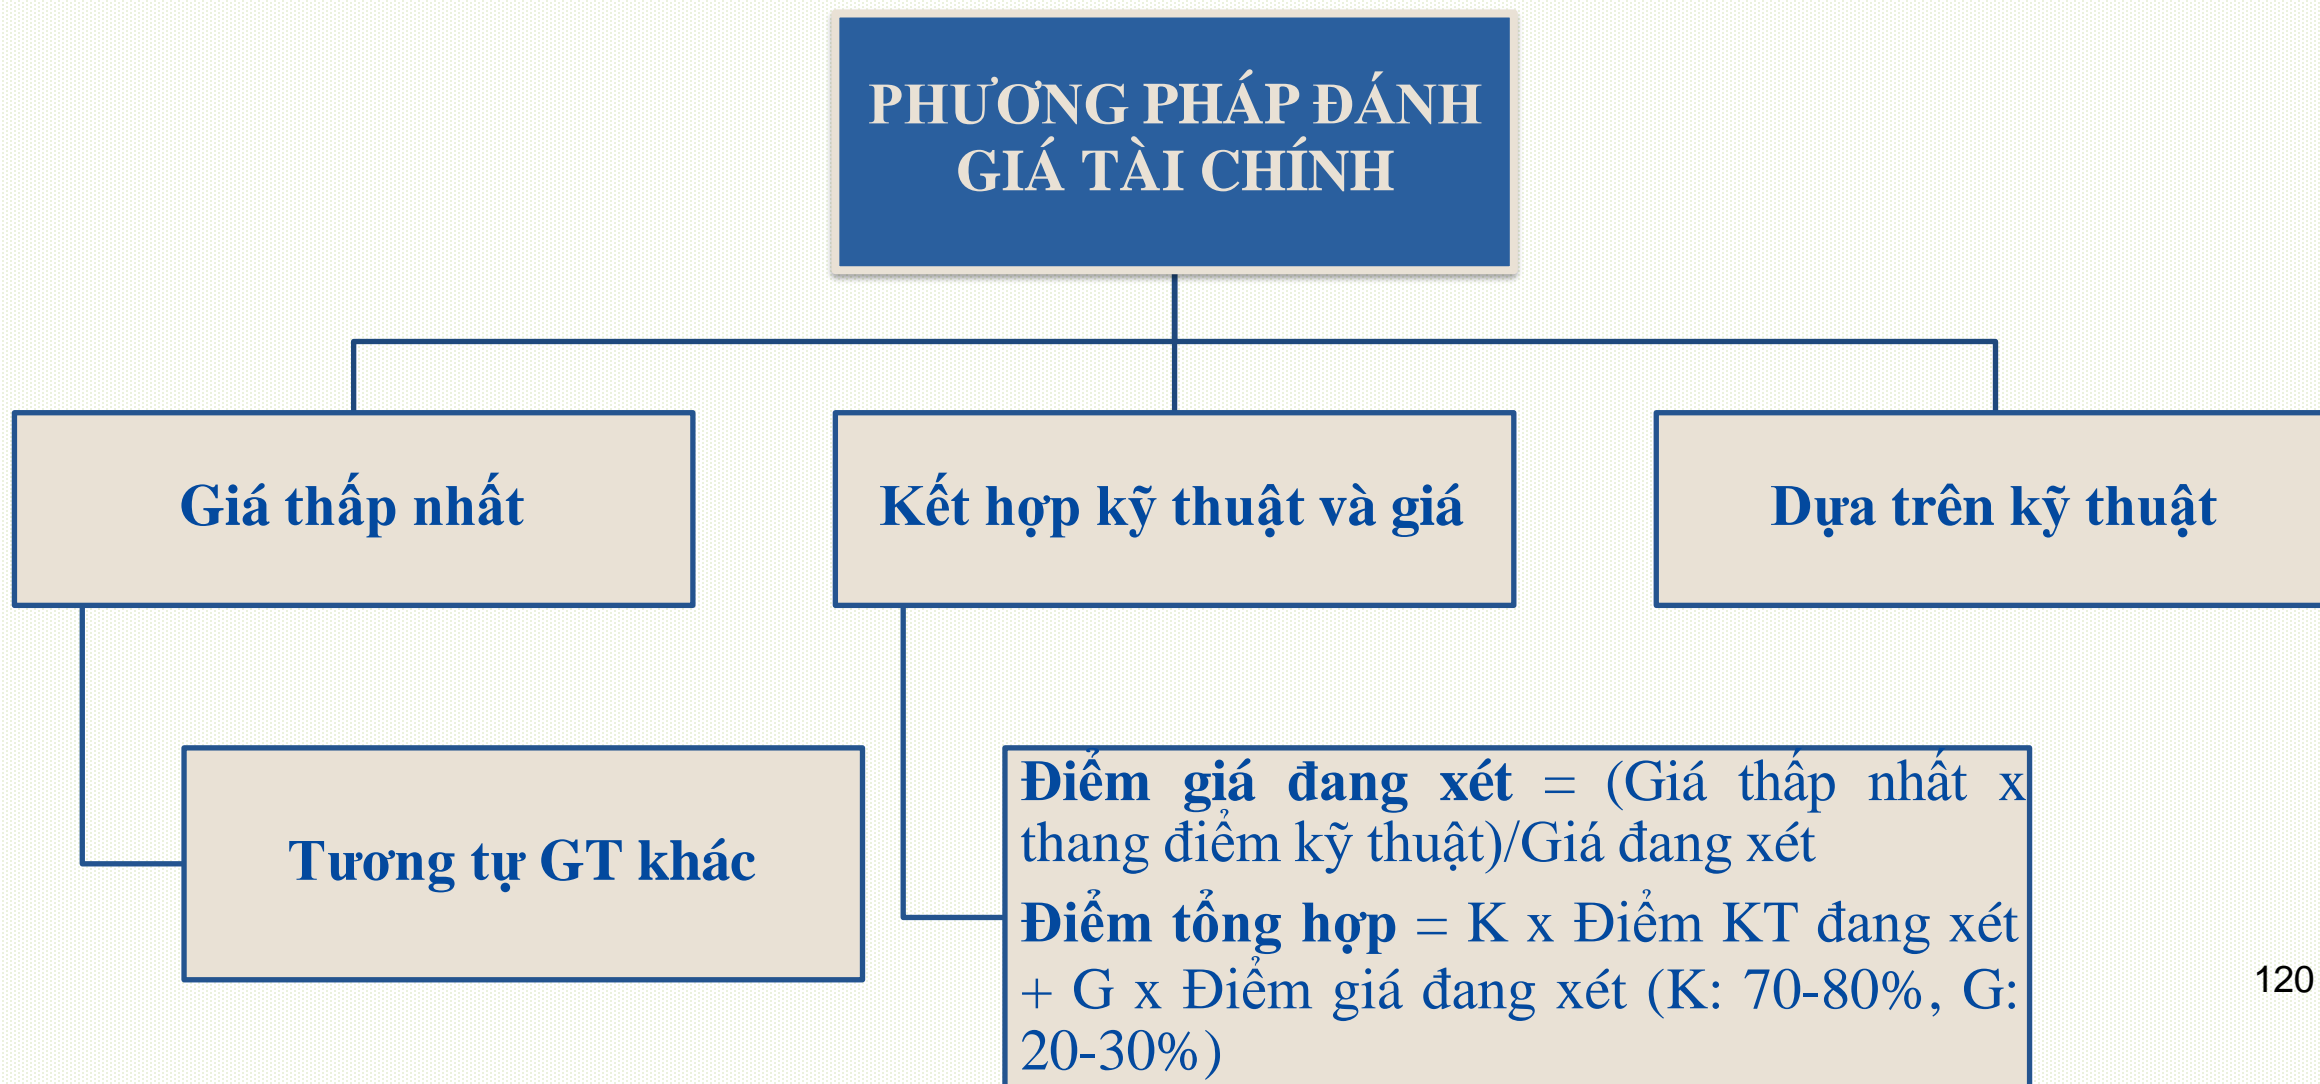 PHƯƠNG PHÁP ĐÁNH
GIÁ TÀI CHÍNH
Giá thấp nhất
Kết hợp kỹ thuật và giá
Dựa trên kỹ thuật
Tương tự GT khác
Điểm giá đang xét = (Giá thấp nhất x
thang điểm kỹ thuật)/Giá đang xét
Điểm tổng hợp = K x Điểm KT đang xét
+ G x Điểm giá đang xét (K: 70-80%, G:
20-30%)
120